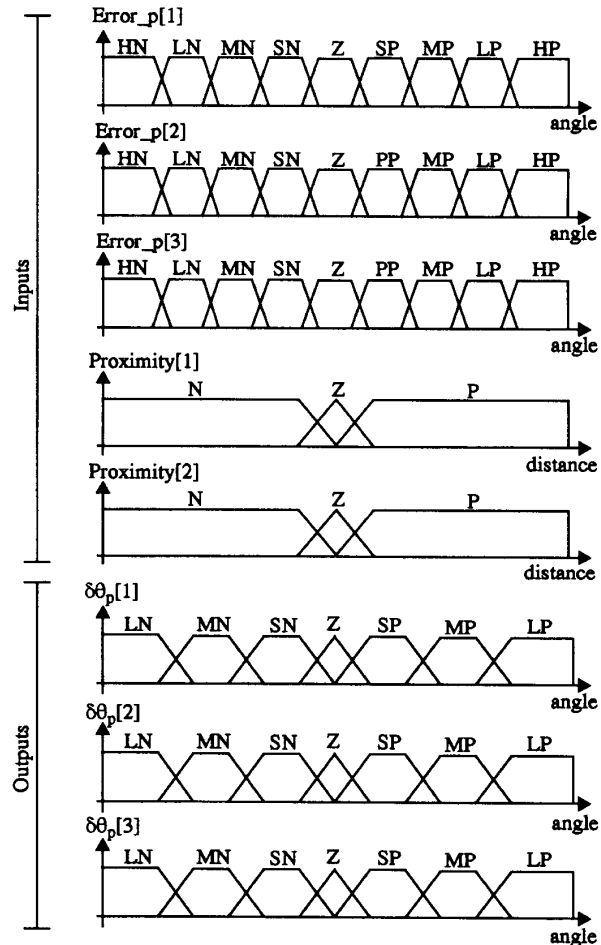 Error_p[1]
HN LN MN SN Z SP MP LP HP
angle
Error_p[2]
HN LN MN SN Z PP MP LP HP
angle
Error_p[3]
HN LN MN SN Z PP MP LP HP
angle
Inputs
Proximity[1]
N Z P
distance
Proximity[2]
N Z P
distance
δθp[1]
LN MN SN Z SP MP LP
angle
δθp[2]
LN MN SN Z SP MP LP
angle
Outputs
δθp[3]
LN MN SN Z SP MP LP
angle